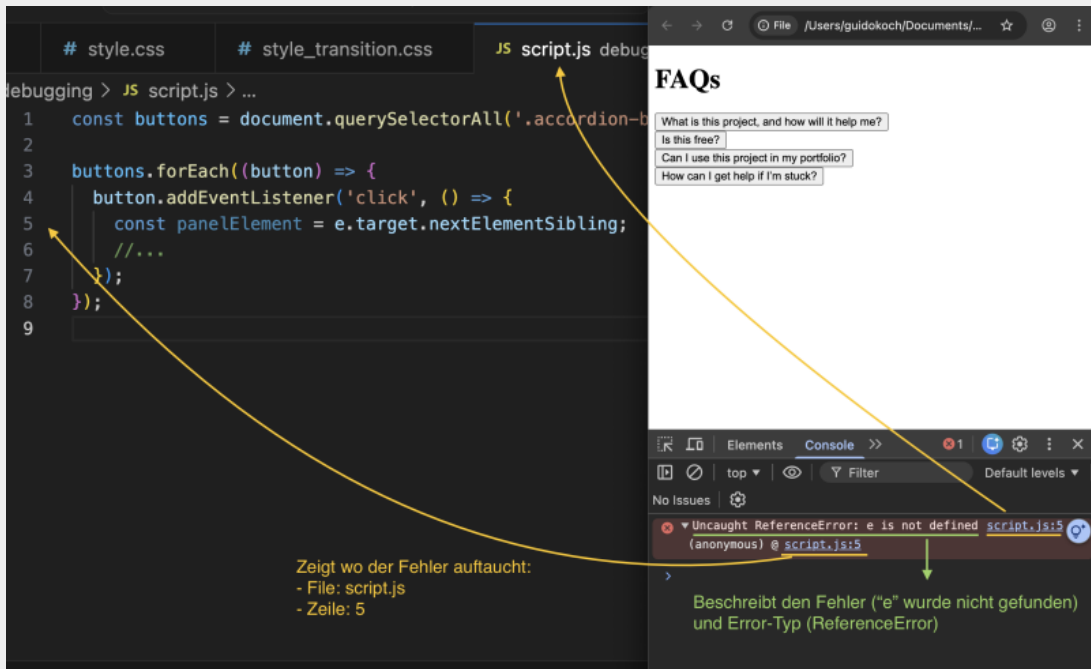 # style.css
# style_transition.css
JS script.js debug
debugging > JS script.js > ...
1 const buttons = document.querySelectorAll('.accordion-b
2
3 buttons.forEach((button) => {
4 button.addEventListener('click', () => {
5 const panelElement = e.target.nextElementSibling;
6 //...
7 });
8 });
9
Zeigt wo der Fehler auftaucht:
- File: script.js
- Zeile: 5
File /Users/guidokoch/Documents/...
FAQs
What is this project, and how will it help me?
Is this free?
Can I use this project in my portfolio?
How can I get help if I'm stuck?
Elements Console >> 1
top Filter Default levels
No Issues
Uncaught ReferenceError: e is not defined script.js:5
(anonymous) @ script.js:5
>
Beschreibt den Fehler (“e” wurde nicht gefunden)
und Error-Typ (ReferenceError)